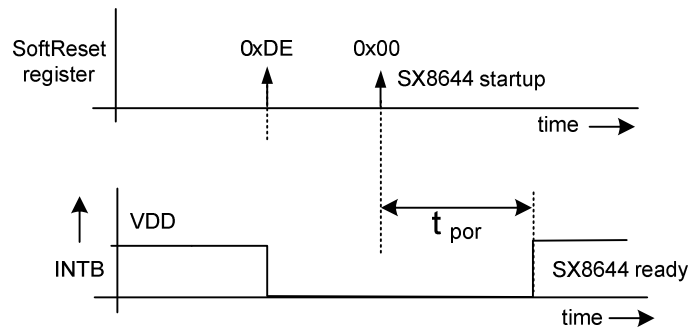 SoftReset
register
0xDE
0x00
SX8644 startup
time
VDD
t por
INTB
SX8644 ready
time